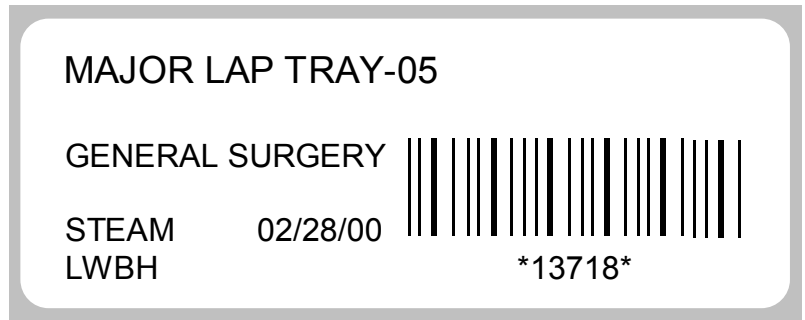 MAJOR LAP TRAY-05
GENERAL SURGERY
STEAM 02/28/00
LWBH *13718*